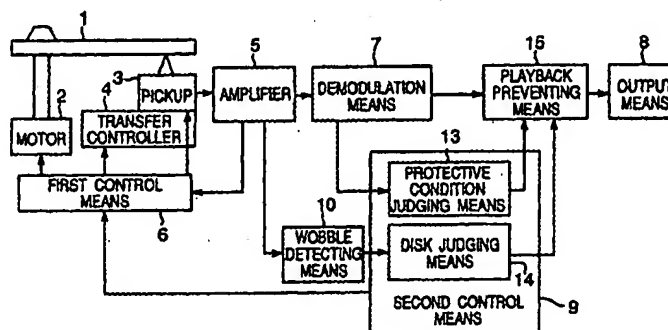 1
3
5
7
15
8
2
4
PICKUP
AMPLIFIER
DEMODULATION
MEANS
PLAYBACK
PREVENTING
MEANS
OUTPUT
MEANS
MOTOR
TRANSFER
CONTROLLER
13
FIRST CONTROL
MEANS
6
PROTECTIVE
CONDITION
JUDGING MEANS
10
WOBBLE
DETECTING
MEANS
DISK JUDGING
MEANS
14
SECOND CONTROL
MEANS
9